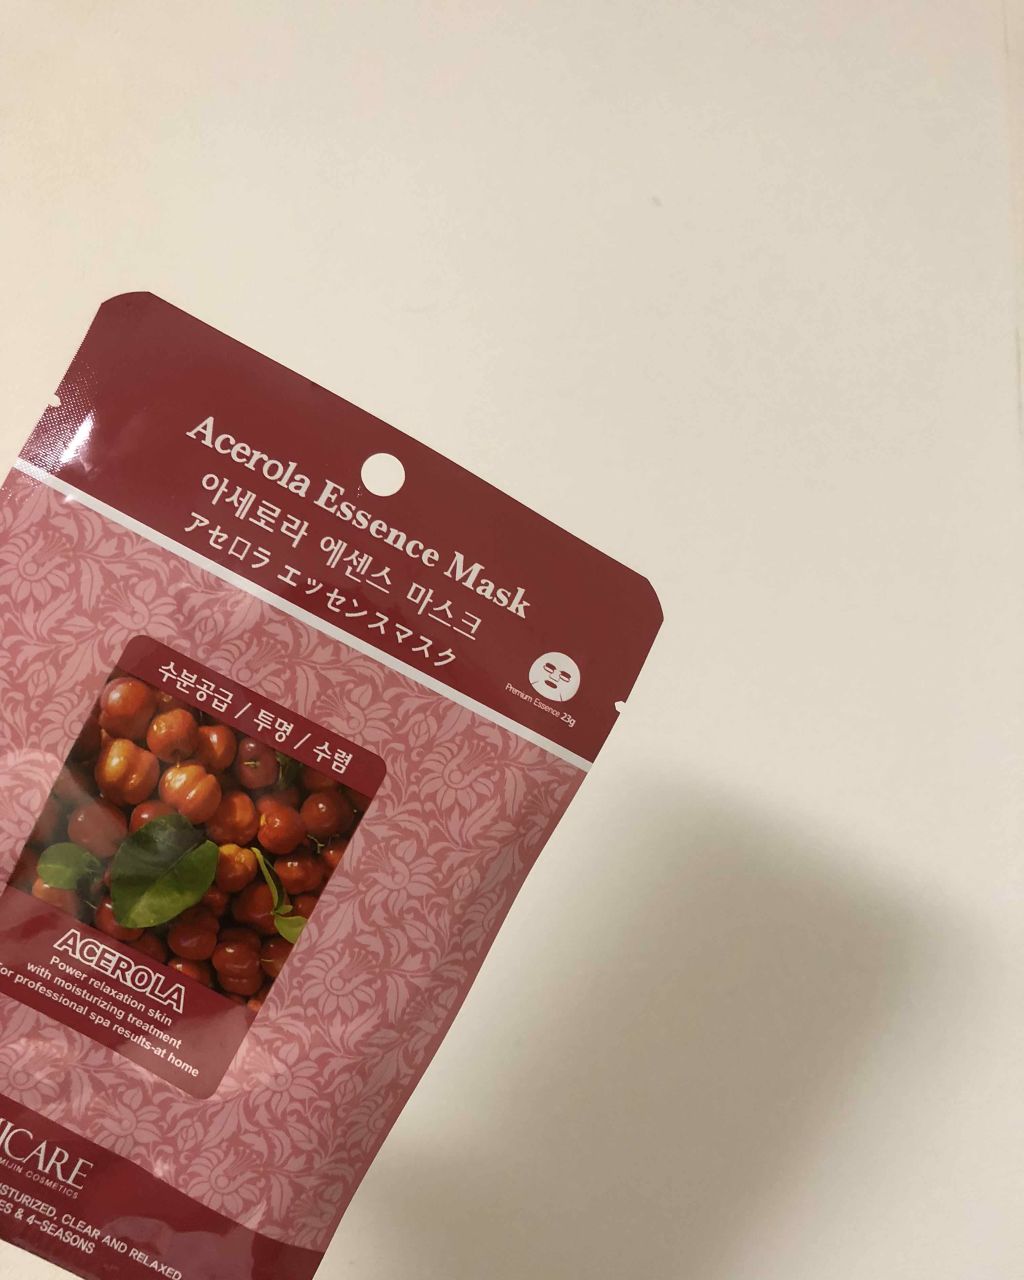 Acerola Essence Mask
아세로라 에센스 마스크
アセロラ エッセンスマスク
Premium Essence 23g
수분공급 / 투명 / 수렴
ACEROLA
Power relaxation skin
with moisturizing treatment
for professional spa results-at home
MIJIN COSMETICS
CLEAR AND RELAXED
& 4-SEASONS